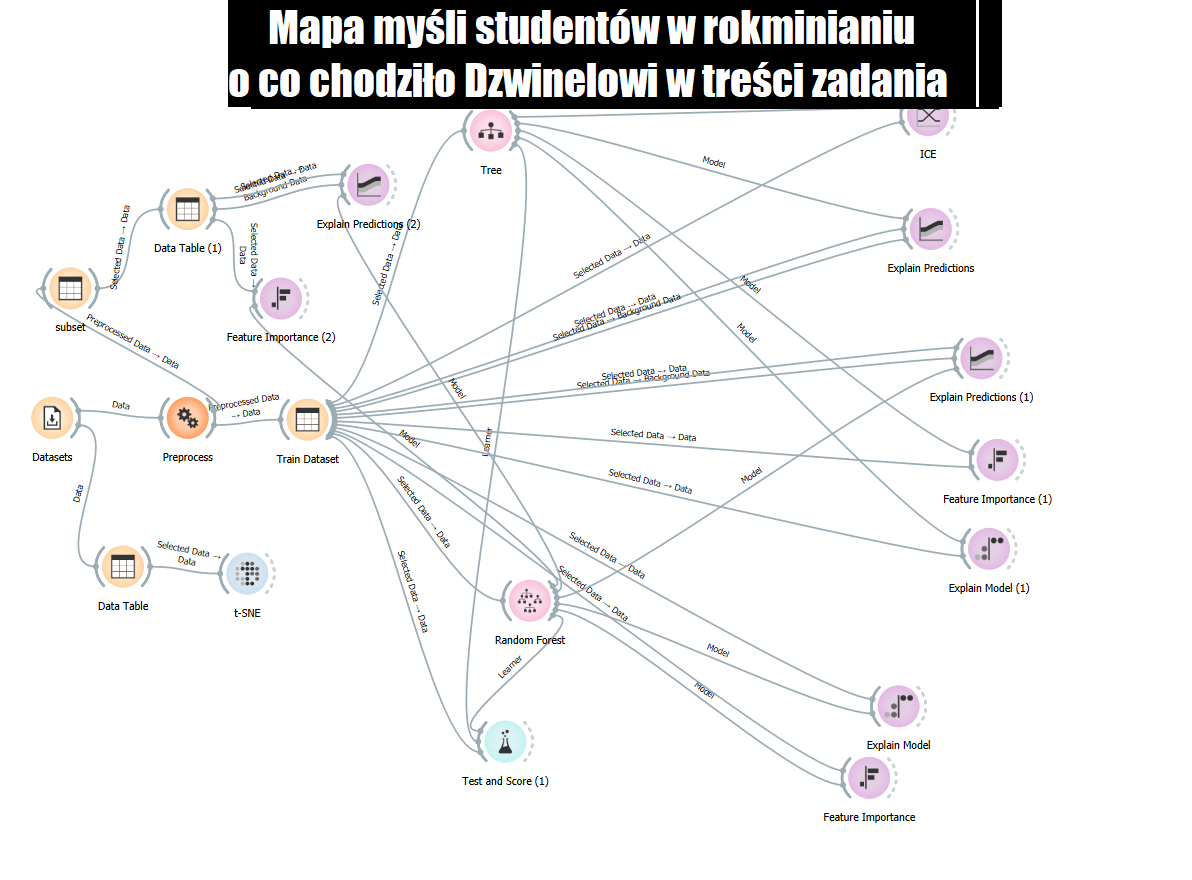 Mapa myśli studentów w rokminianiu
o co chodziło Dzwinelowi w treści zadania
Tree
ICE
Model
Selected Data → Data
Background Data
Explain Predictions (2)
Data Table (1)
Selected Data → Data
Selected Data →
Data
Selected Data → Data
Selected Data → Data
Explain Predictions
subset
Feature Importance (2)
Model
Selected Data → Data
Selected Data → Background Data
Model
Preprocessed Data → Data
Selected Data → Data
Selected Data → Background Data
Model
Explain Predictions (1)
Data
Preprocessed Data
→ Data
Datasets
Preprocess
Train Dataset
Model
Learner
Selected Data → Data
Model
Selected Data → Data
Feature Importance (1)
Data
Selected Data → Data
Selected Data →
Data
Selected Data → Data
Selected Data → Data
Selected Data → Data
Explain Model (1)
Data Table
t-SNE
Random Forest
Learner
Model
Model
Explain Model
Test and Score (1)
Feature Importance